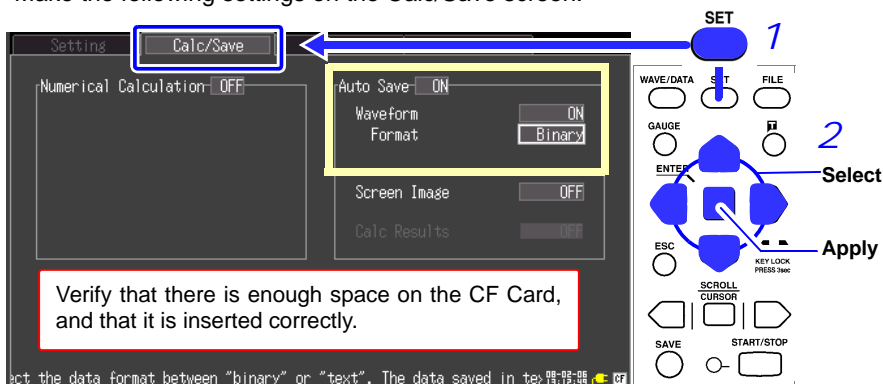 make the following settings on the Calc/Save screen.
SET
1
Setting
Calc/Save
Numerical Calculation OFF
Auto Save ON
Waveform ON
Format Binary
Screen Image OFF
Calc Results OFF
Verify that there is enough space on the CF Card,
and that it is inserted correctly.
ect the data format between "binary" or "text". The data saved in te
CF
WAVE/DATA
SET
FILE
GAUGE
T
2
ENTER
Select
Apply
ESC
KEY LOCK
PRESS 3sec
SCROLL
CURSOR
SAVE
START/STOP